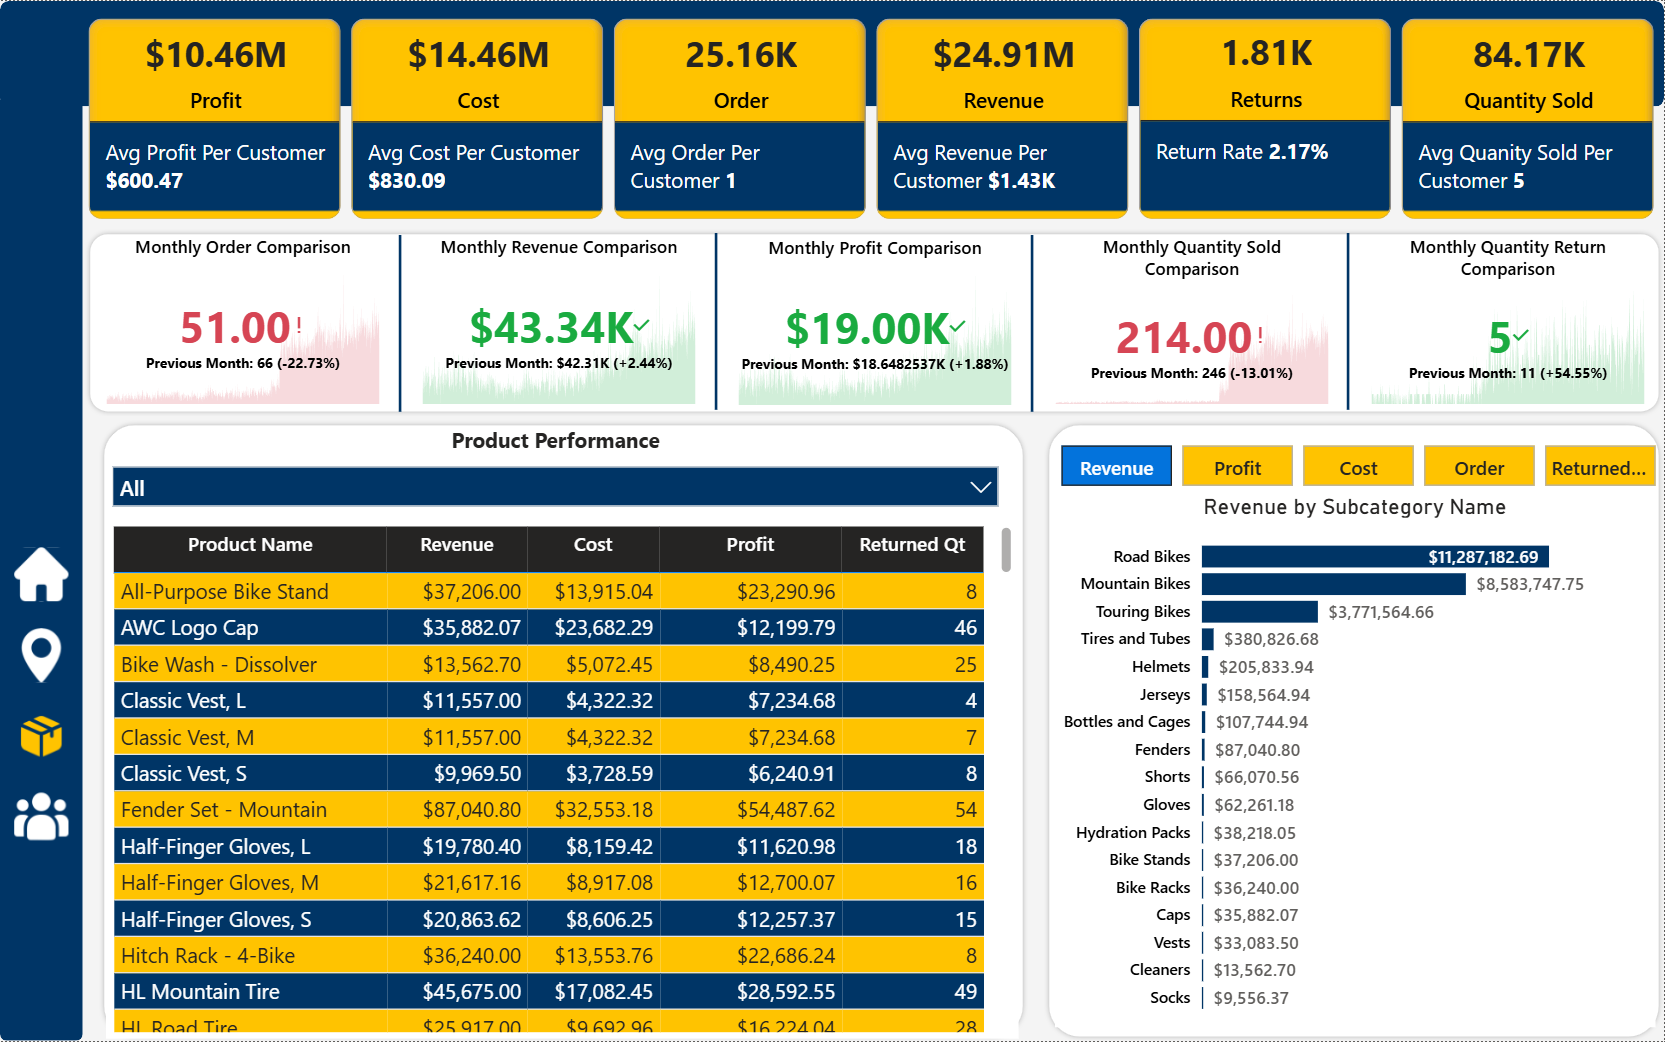 $10.46M
Profit
Avg Profit Per Customer
$600.47
$14.46M
Cost
Avg Cost Per Customer
$830.09
25.16K
Order
Avg Order Per
Customer 1
$24.91M
Revenue
Avg Revenue Per
Customer $1.43K
1.81K
Returns
Return Rate 2.17%
84.17K
Quantity Sold
Avg Quanity Sold Per
Customer 5
Monthly Order Comparison
51.00!
Previous Month: 66 (-22.73%)
Monthly Revenue Comparison
$43.34K
Previous Month: $42.31K (+2.44%)
Monthly Profit Comparison
$19.00K
Previous Month: $18.6482537K (+1.88%)
Monthly Quantity Sold
Comparison
214.00!
Previous Month: 246 (-13.01%)
Monthly Quantity Return
Comparison
5
Previous Month: 11 (+54.55%)
Product Performance
All
Product Name Revenue Cost Profit Returned Qt
All-Purpose Bike Stand $37,206.00 $13,915.04 $23,290.96 8
AWC Logo Cap $35,882.07 $23,682.29 $12,199.79 46
Bike Wash - Dissolver $13,562.70 $5,072.45 $8,490.25 25
Classic Vest, L $11,557.00 $4,322.32 $7,234.68 4
Classic Vest, M $11,557.00 $4,322.32 $7,234.68 7
Classic Vest, S $9,969.50 $3,728.59 $6,240.91 8
Fender Set - Mountain $87,040.80 $32,553.18 $54,487.62 54
Half-Finger Gloves, L $19,780.40 $8,159.42 $11,620.98 18
Half-Finger Gloves, M $21,617.16 $8,917.08 $12,700.07 16
Half-Finger Gloves, S $20,863.62 $8,606.25 $12,257.37 15
Hitch Rack - 4-Bike $36,240.00 $13,553.76 $22,686.24 8
HL Mountain Tire $45,675.00 $17,082.45 $28,592.55 49
HL Road Tire $25,917.00 $9,692.96 $16,224.04 28
Revenue Profit Cost Order Returned...
Revenue by Subcategory Name
Road Bikes $11,287,182.69
Mountain Bikes $8,583,747.75
Touring Bikes $3,771,564.66
Tires and Tubes $380,826.68
Helmets $205,833.94
Jerseys $158,564.94
Bottles and Cages $107,744.94
Fenders $87,040.80
Shorts $66,070.56
Gloves $62,261.18
Hydration Packs $38,218.05
Bike Stands $37,206.00
Bike Racks $36,240.00
Caps $35,882.07
Vests $33,083.50
Cleaners $13,562.70
Socks $9,556.37